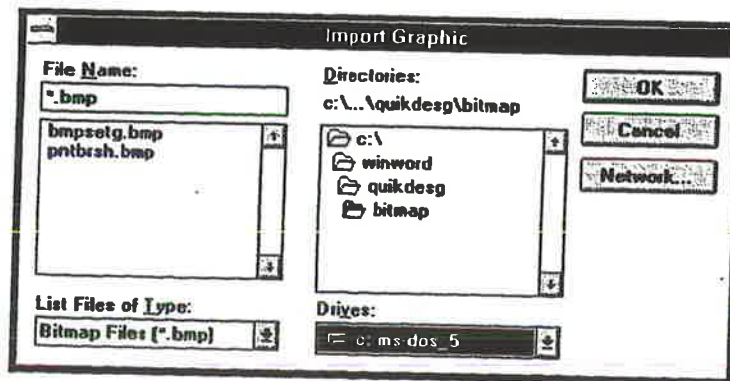 Import Graphic
File Name:
*.bmp
bmpsetg.bmp
pntbrsh.bmp
List Files of Type:
Bitmap Files (*.bmp)
Directories:
c:\...\quikdesg\bitmap
c:\
winword
quikdesg
bitmap
Drives:
c: ms-dos_5
OK
Cancel
Network...